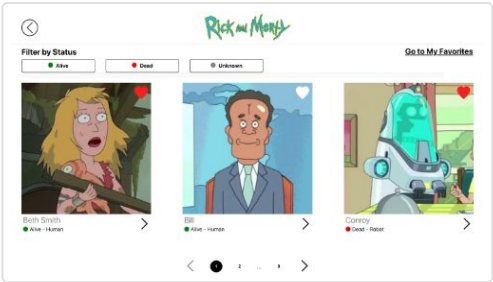 Rick and Morty
Filter by Status
Go to My Favorites
Alive
Dead
Unknown
Beth Smith
Alive - Human
Bill
Alive - Human
Conroy
Dead - Robot
1 2 ...